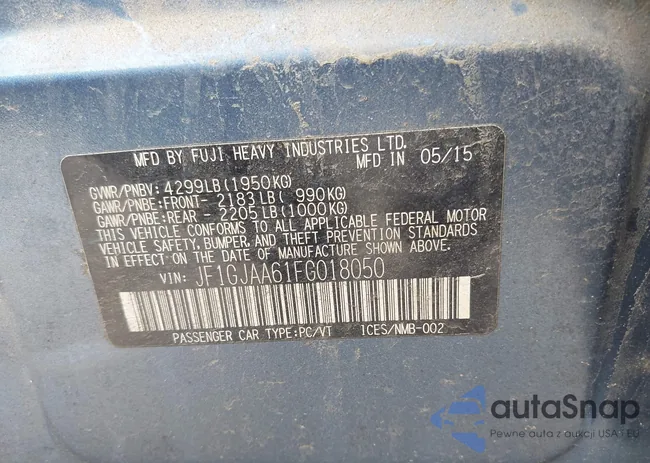 MFD BY FUJI HEAVY INDUSTRIES LTD.
MFD IN 05/15
GVWR/PNBV: 4299LB(1950KG)
GAWR/PNBE:FRONT- 2183LB( 990KG)
GAWR/PNBE:REAR - 2205LB(1000KG)
THIS VEHICLE CONFORMS TO ALL APPLICABLE FEDERAL MOTOR
VEHICLE SAFETY, BUMPER, AND THEFT PREVENTION STANDARDS
IN EFFECT ON THE DATE OF MANUFACTURE SHOWN ABOVE.
VIN: JF1GJAA61FG018050
PASSENGER CAR TYPE:PC/VT ICES/NMB-002
autaSnap
Pewne auta z aukcji USA i EU